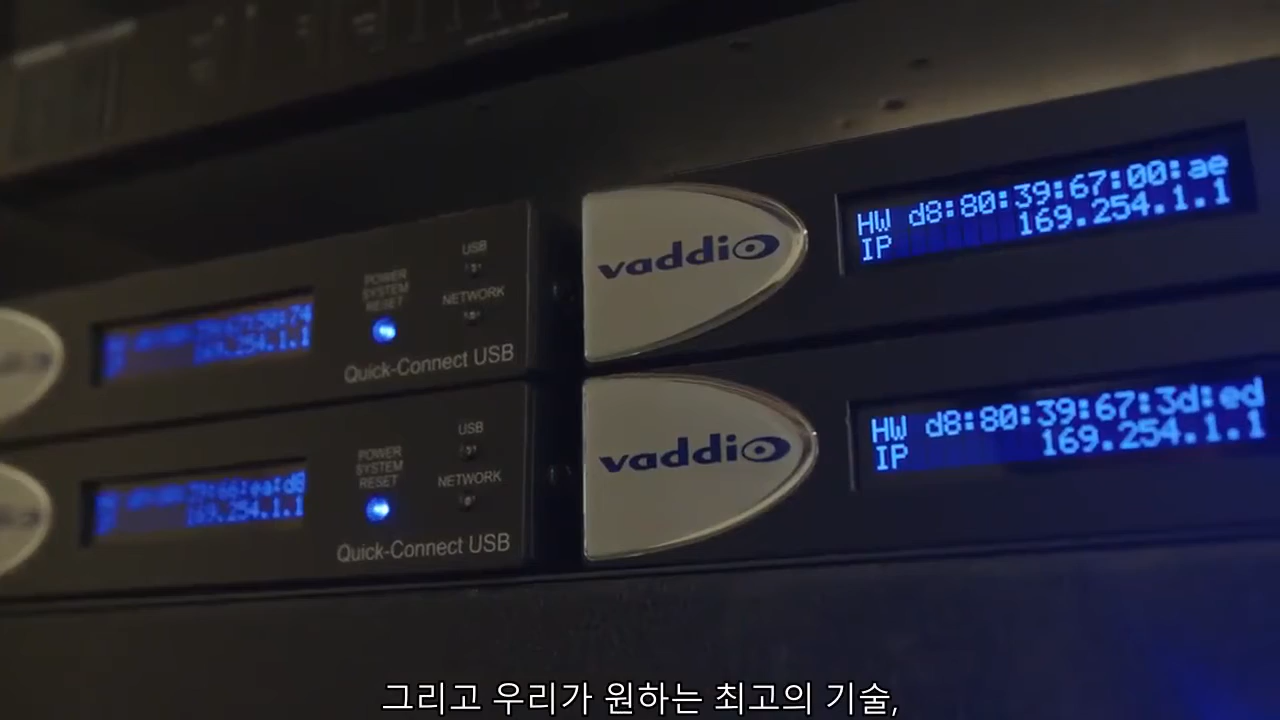 vaddio
HW d8:80:39:67:00:ae
IP 169.254.1.1
169.254.1.1
POWER
SYSTEM
RESET
USB
NETWORK
Quick-Connect USB
vaddio
HW d8:80:39:67:3d:ed
IP 169.254.1.1
169.254.1.1
POWER
SYSTEM
RESET
USB
NETWORK
Quick-Connect USB
그리고 우리가 원하는 최고의 기술,